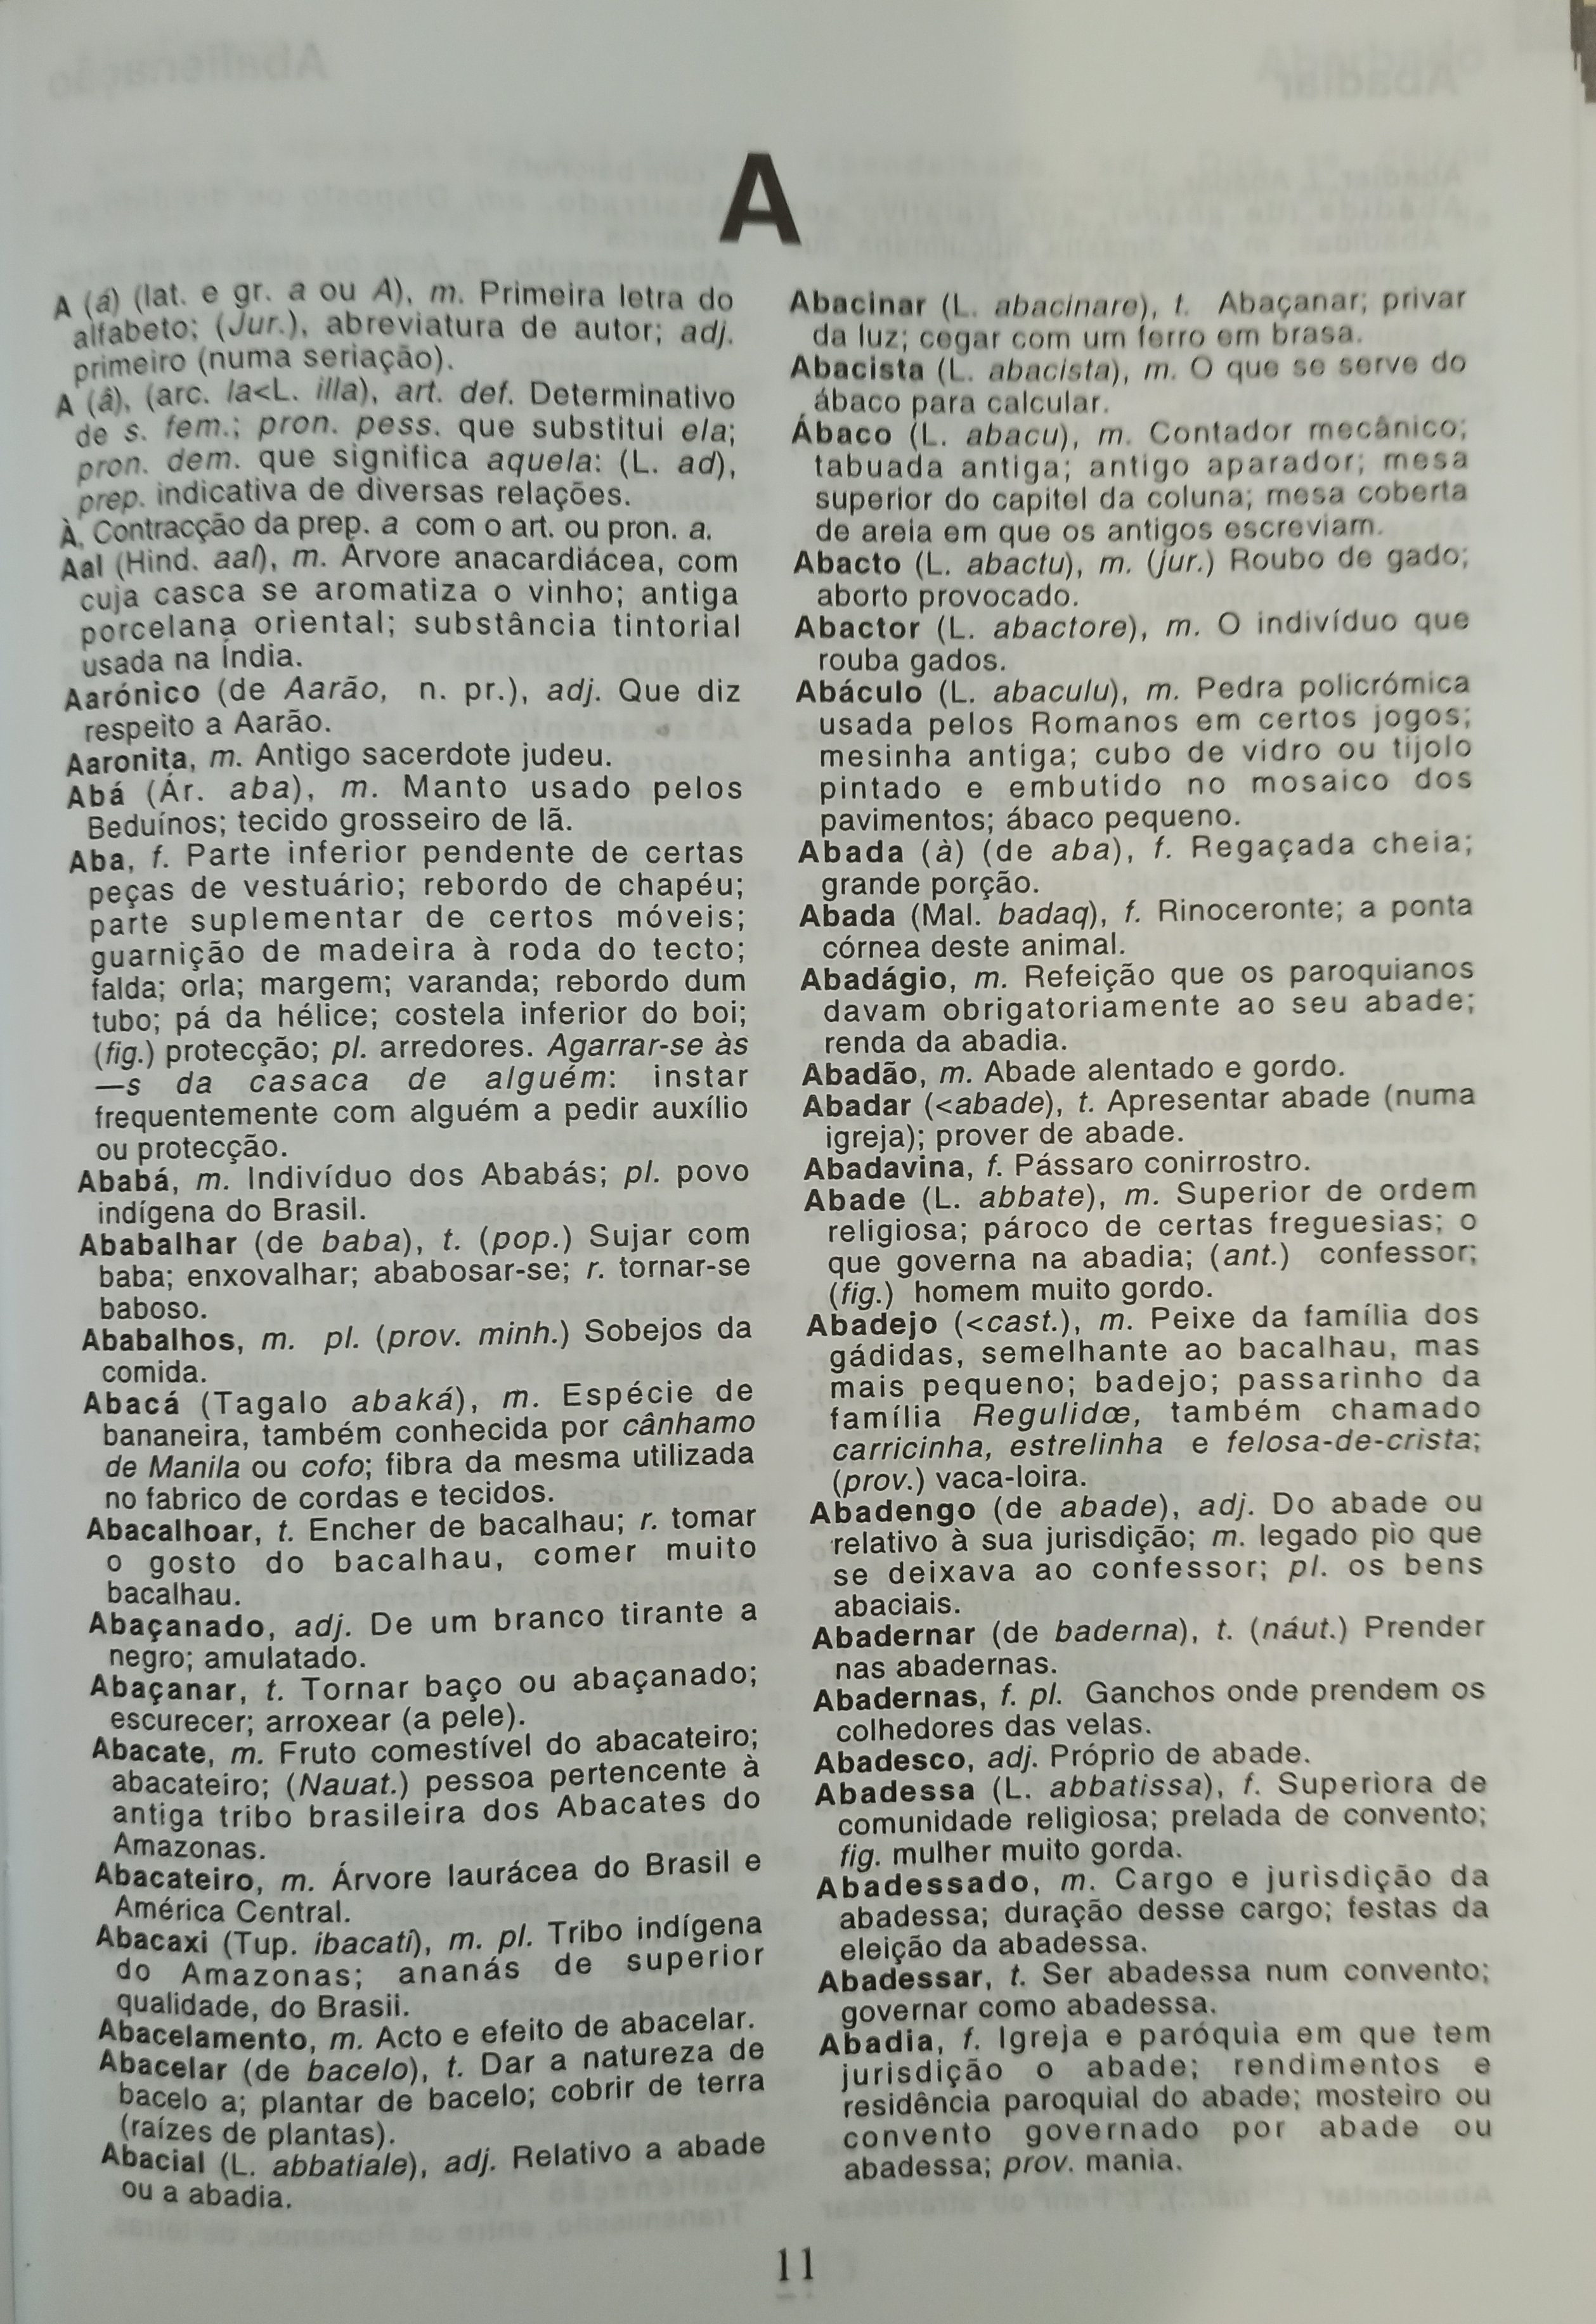 A
A (á) (lat. e gr. a ou A), m. Primeira letra do
alfabeto; (Jur.), abreviatura de autor; adj.
primeiro (numa seriação).
A (â), (arc. la<L. illa), art. def. Determinativo
de s. fem.; pron. pess. que substitui ela;
pron. dem. que significa aquela: (L. ad),
prep. indicativa de diversas relações.
À, Contracção da prep. a com o art. ou pron. a.
Aal (Hind. aal), m. Árvore anacardiácea, com
cuja casca se aromatiza o vinho; antiga
porcelana oriental; substância tintorial
usada na Índia.
Aarónico (de Aarão, n. pr.), adj. Que diz
respeito a Aarão.
Aaronita, m. Antigo sacerdote judeu.
Abá (Ár. aba), m. Manto usado pelos
Beduínos; tecido grosseiro de lã.
Aba, f. Parte inferior pendente de certas
peças de vestuário; rebordo de chapéu;
parte suplementar de certos móveis;
guarnição de madeira à roda do tecto;
falda; orla; margem; varanda; rebordo dum
tubo; pá da hélice; costela inferior do boi;
(fig.) protecção; pl. arredores. Agarrar-se às
—s da casaca de alguém: instar
frequentemente com alguém a pedir auxílio
ou protecção.
Ababá, m. Indivíduo dos Ababás; pl. povo
indígena do Brasil.
Ababalhar (de baba), t. (pop.) Sujar com
baba; enxovalhar; ababosar-se; r. tornar-se
baboso.
Ababalhos, m. pl. (prov. minh.) Sobejos da
comida.
Abacá (Tagalo abaká), m. Espécie de
bananeira, também conhecida por cânhamo
de Manila ou cofo; fibra da mesma utilizada
no fabrico de cordas e tecidos.
Abacalhoar, t. Encher de bacalhau; r. tomar
o gosto do bacalhau, comer muito
bacalhau.
Abaçanado, adj. De um branco tirante a
negro; amulatado.
Abaçanar, t. Tornar baço ou abaçanado;
escurecer; arroxear (a pele).
Abacate, m. Fruto comestível do abacateiro;
abacateiro; (Nauat.) pessoa pertencente à
antiga tribo brasileira dos Abacates do
Amazonas.
Abacateiro, m. Árvore laurácea do Brasil e
América Central.
Abacaxi (Tup. ibacati), m. pl. Tribo indígena
do Amazonas; ananás de superior
qualidade, do Brasil.
Abacelamento, m. Acto e efeito de abacelar.
Abacelar (de bacelo), t. Dar a natureza de
bacelo a; plantar de bacelo; cobrir de terra
(raízes de plantas).
Abacial (L. abbatiale), adj. Relativo a abade
ou a abadia.
Abacinar (L. abacinare), t. Abaçanar; privar
da luz; cegar com um ferro em brasa.
Abacista (L. abacista), m. O que se serve do
ábaco para calcular.
Ábaco (L. abacu), m. Contador mecânico;
tabuada antiga; antigo aparador; mesa
superior do capitel da coluna; mesa coberta
de areia em que os antigos escreviam.
Abacto (L. abactu), m. (jur.) Roubo de gado;
aborto provocado.
Abactor (L. abactore), m. O indivíduo que
rouba gados.
Abáculo (L. abaculu), m. Pedra policrómica
usada pelos Romanos em certos jogos;
mesinha antiga; cubo de vidro ou tijolo
pintado e embutido no mosaico dos
pavimentos; ábaco pequeno.
Abada (à) (de aba), f. Regaçada cheia;
grande porção.
Abada (Mal. badaq), f. Rinoceronte; a ponta
córnea deste animal.
Abadágio, m. Refeição que os paroquianos
davam obrigatoriamente ao seu abade;
renda da abadia.
Abadão, m. Abade alentado e gordo.
Abadar (<abade), t. Apresentar abade (numa
igreja); prover de abade.
Abadavina, f. Pássaro conirrostro.
Abade (L. abbate), m. Superior de ordem
religiosa; pároco de certas freguesias; o
que governa na abadia; (ant.) confessor;
(fig.) homem muito gordo.
Abadejo (<cast.), m. Peixe da família dos
gádidas, semelhante ao bacalhau, mas
mais pequeno; badejo; passarinho da
família Regulidœ, também chamado
carricinha, estrelinha e felosa-de-crista;
(prov.) vaca-loira.
Abadengo (de abade), adj. Do abade ou
relativo à sua jurisdição; m. legado pio que
se deixava ao confessor; pl. os bens
abaciais.
Abadernar (de baderna), t. (náut.) Prender
nas abadernas.
Abadernas, f. pl. Ganchos onde prendem os
colhedores das velas.
Abadesco, adj. Próprio de abade.
Abadessa (L. abbatissa), f. Superiora de
comunidade religiosa; prelada de convento;
fig. mulher muito gorda.
Abadessado, m. Cargo e jurisdição da
abadessa; duração desse cargo; festas da
eleição da abadessa.
Abadessar, t. Ser abadessa num convento;
governar como abadessa.
Abadia, f. Igreja e paróquia em que tem
jurisdição o abade; rendimentos e
residência paroquial do abade; mosteiro ou
convento governado por abade ou
abadessa; prov. mania.
11